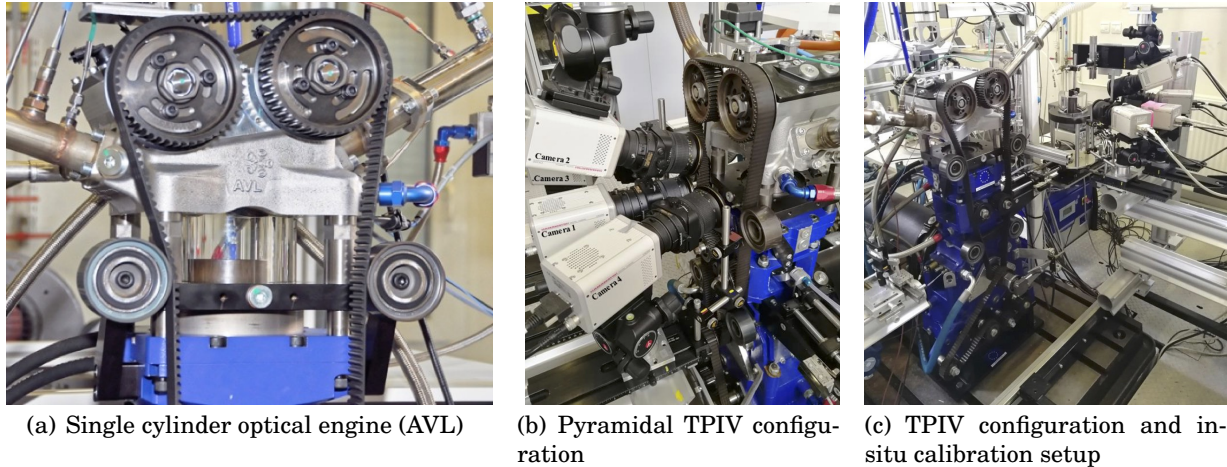 AVL
Camera 2
Camera 3
Camera 1
Camera 4
(a) Single cylinder optical engine (AVL)
(b) Pyramidal TPIV configu-
ration
(c) TPIV configuration and in-
situ calibration setup